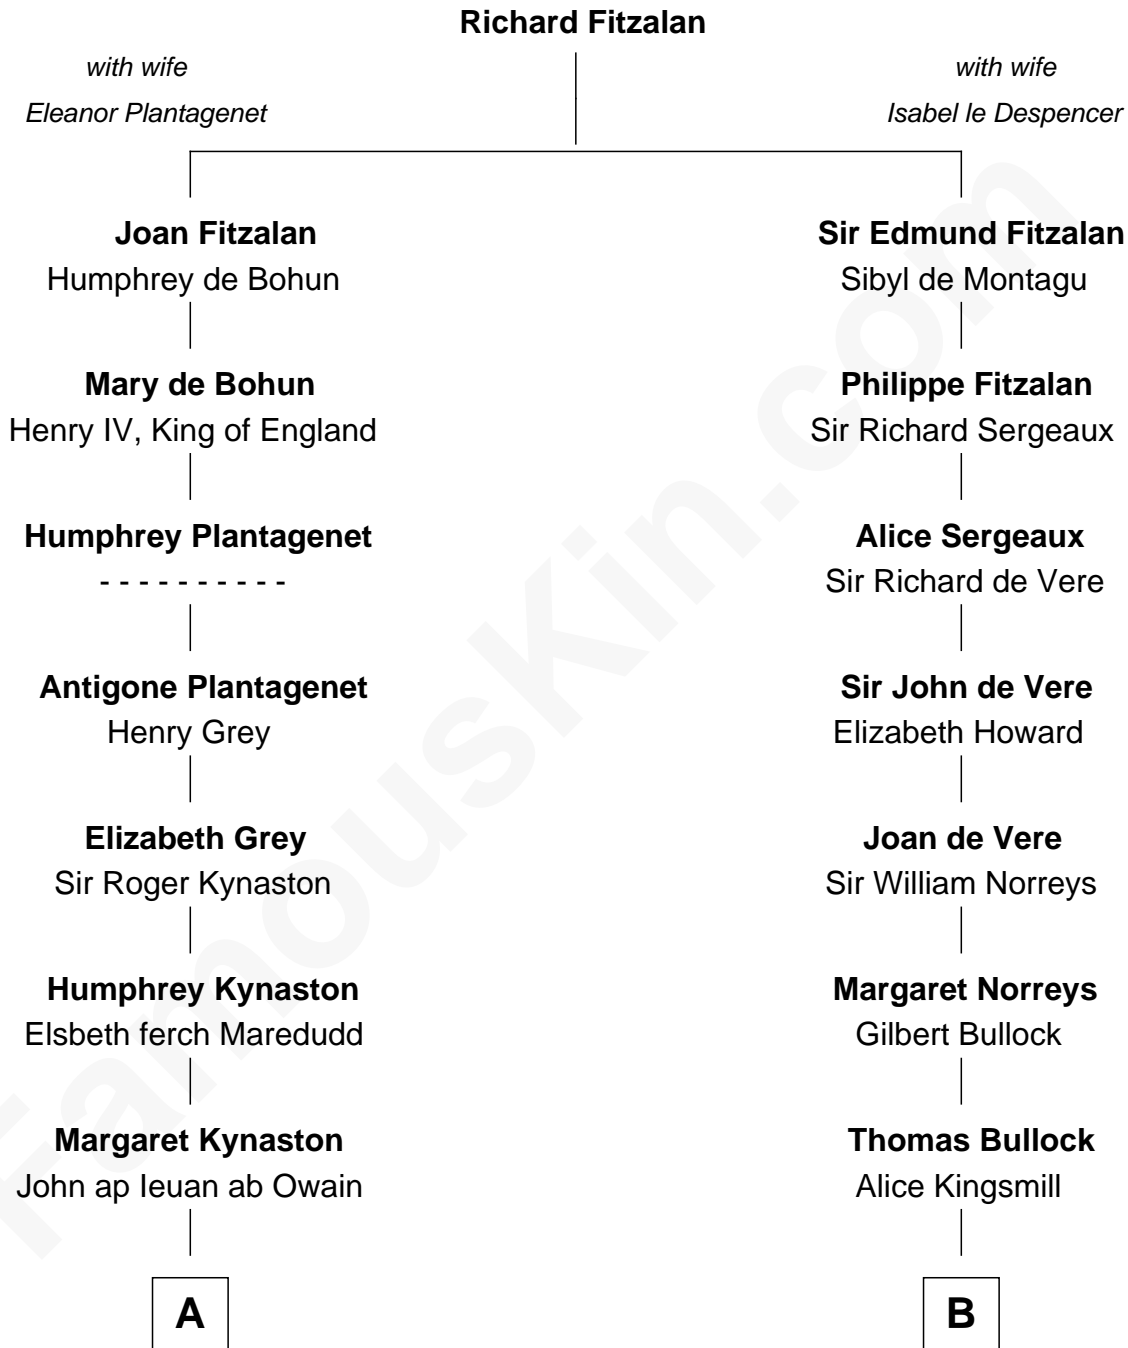 Richard Fitzalan
with wife
Eleanor Plantagenet
with wife
Isabel le Despencer
Joan Fitzalan
Humphrey de Bohun
Sir Edmund Fitzalan
Sibyl de Montagu
Mary de Bohun
Henry IV, King of England
Philippe Fitzalan
Sir Richard Sergeaux
Humphrey Plantagenet
- - - - - - - - - -
Alice Sergeaux
Sir Richard de Vere
Antigone Plantagenet
Henry Grey
Sir John de Vere
Elizabeth Howard
Elizabeth Grey
Sir Roger Kynaston
Joan de Vere
Sir William Norreys
Humphrey Kynaston
Elsbeth ferch Maredudd
Margaret Norreys
Gilbert Bullock
Margaret Kynaston
John ap Ieuan ab Owain
Thomas Bullock
Alice Kingsmill
A
B
FamousKin.com